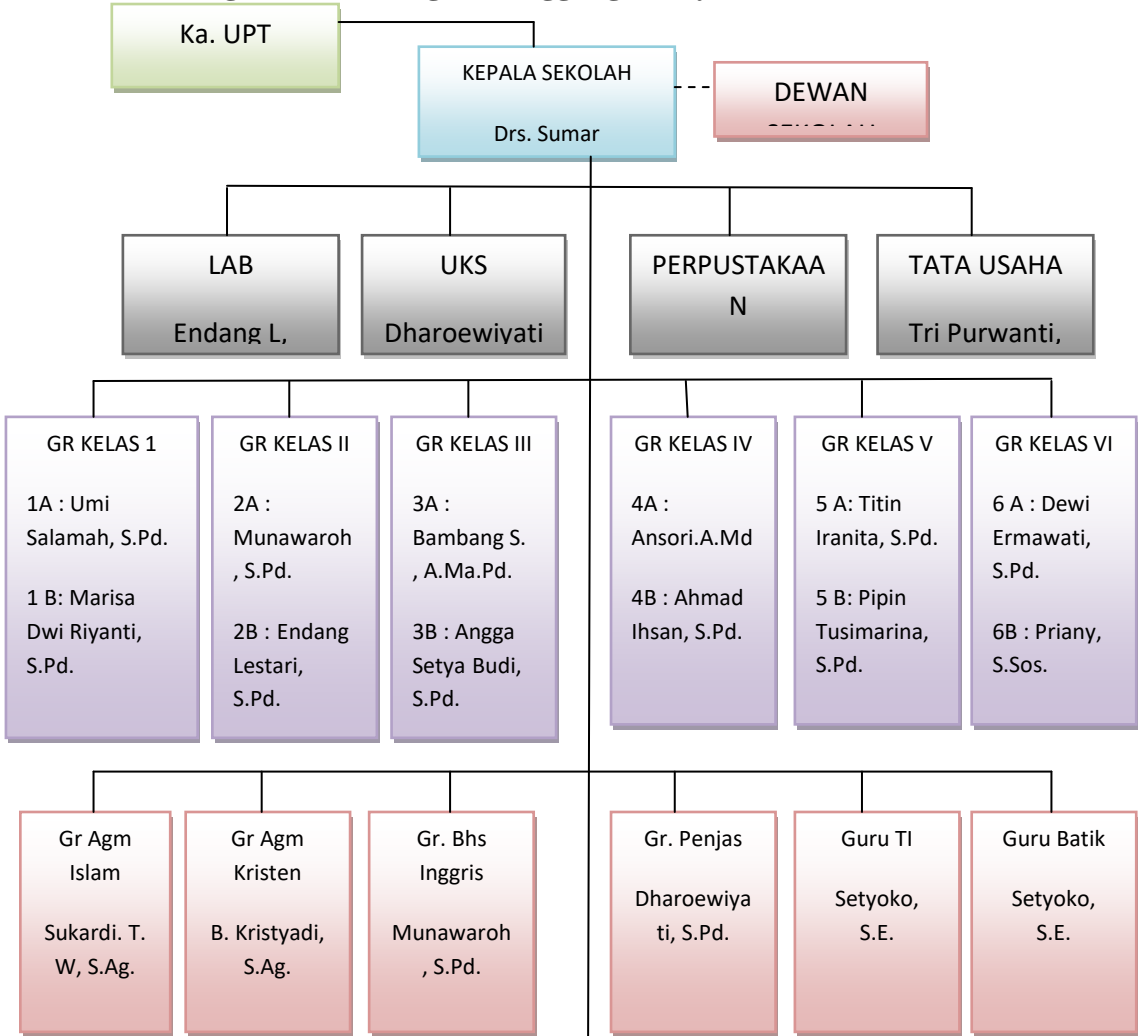 Ka. UPT
KEPALA SEKOLAH
Drs. Sumar
DEWAN
LAB
Endang L,
UKS
Dharoewiyati
PERPUSTAKAA
N
TATA USAHA
Tri Purwanti,
GR KELAS 1
1A : Umi
Salamah, S.Pd.
1 B: Marisa
Dwi Riyanti,
S.Pd.
GR KELAS II
2A :
Munawaroh
, S.Pd.
2B : Endang
Lestari,
S.Pd.
GR KELAS III
3A :
Bambang S.
, A.Ma.Pd.
3B : Angga
Setya Budi,
S.Pd.
GR KELAS IV
4A :
Ansori.A.Md
4B : Ahmad
Ihsan, S.Pd.
GR KELAS V
5 A: Titin
Iranita, S.Pd.
5 B: Pipin
Tusimarina,
S.Pd.
GR KELAS VI
6 A : Dewi
Ermawati,
S.Pd.
6B : Priany,
S.Sos.
Gr Agm
Islam
Sukardi. T.
W, S.Ag.
Gr Agm
Kristen
B. Kristyadi,
S.Ag.
Gr. Bhs
Inggris
Munawaroh
, S.Pd.
Gr. Penjas
Dharoewiya
ti, S.Pd.
Guru TI
Setyoko,
S.E.
Guru Batik
Setyoko,
S.E.